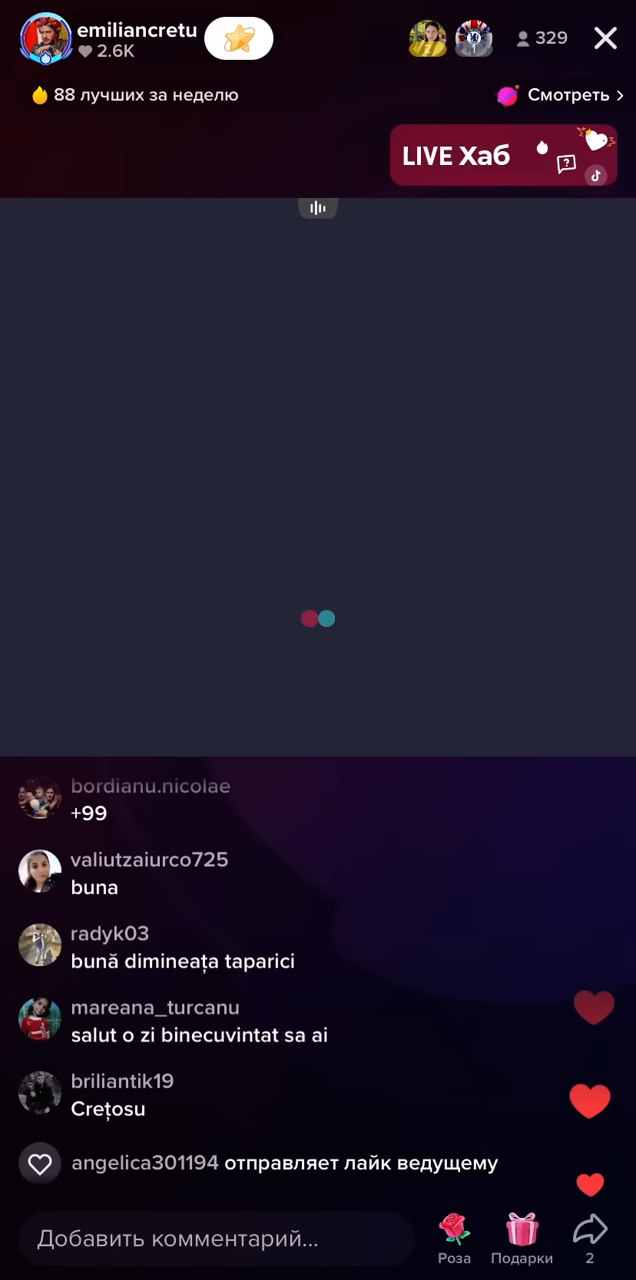 emiliancretu
2.6K
329
88 лучших за неделю
Смотреть >
LIVE Хаб
bordianu.nicolae
+99
valiutzaiurco725
buna
radyk03
bună dimineața taparici
mareana_turcanu
salut o zi binecuvintat sa ai
briliantik19
Crețosu
angelica301194 отправляет лайк ведущему
Добавить комментарий...
Роза
Подарки
2